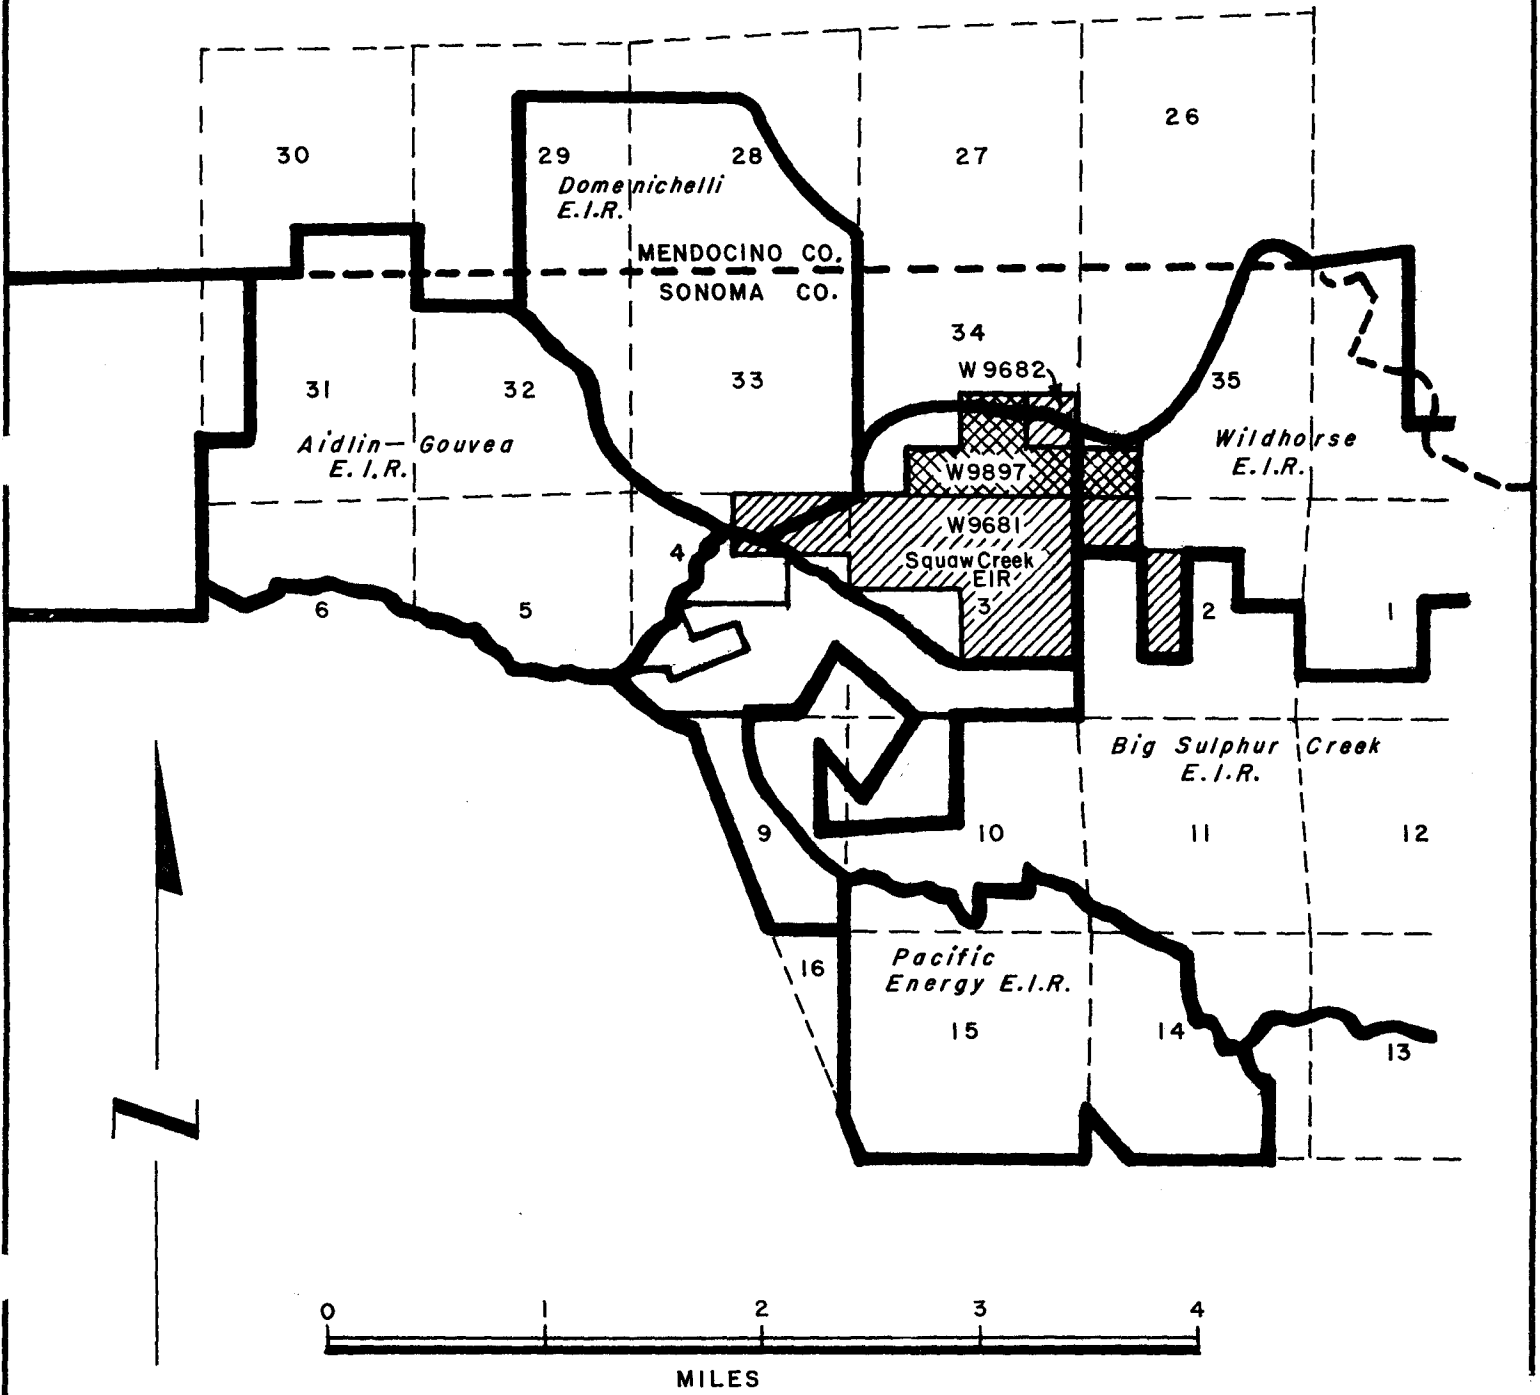 26
30
29
28
27
Domenichelli
E.I.R.
MENDOCINO CO.
SONOMA CO.
34
W 9682
31
32
33
35
Aidlin-Gouvea
E.I.R.
Wildhorse
E.I.R.
W9897
W9681
4
Squaw Creek
EIR
3
6
5
2
1
Big Sulphur Creek
E.I.R.
9
10
11
12
Pacific
Energy E.I.R.
16
15
14
13
Z
0 1 2 3 4
MILES